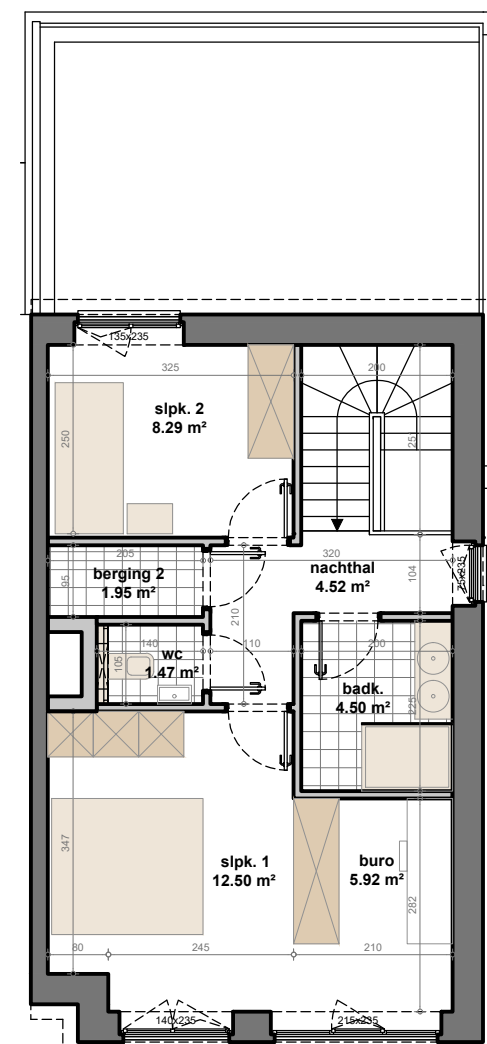 135x235
325
200
slpk. 2
8.29 m²
250
205
berging 2
1.95 m²
95
320
nachthal
4.52 m²
104
75x235
210
140
wc
1.47 m²
105
110
200
badk.
4.50 m²
225
347
slpk. 1
12.50 m²
buro
5.92 m²
282
80
245
210
140x235
215x235